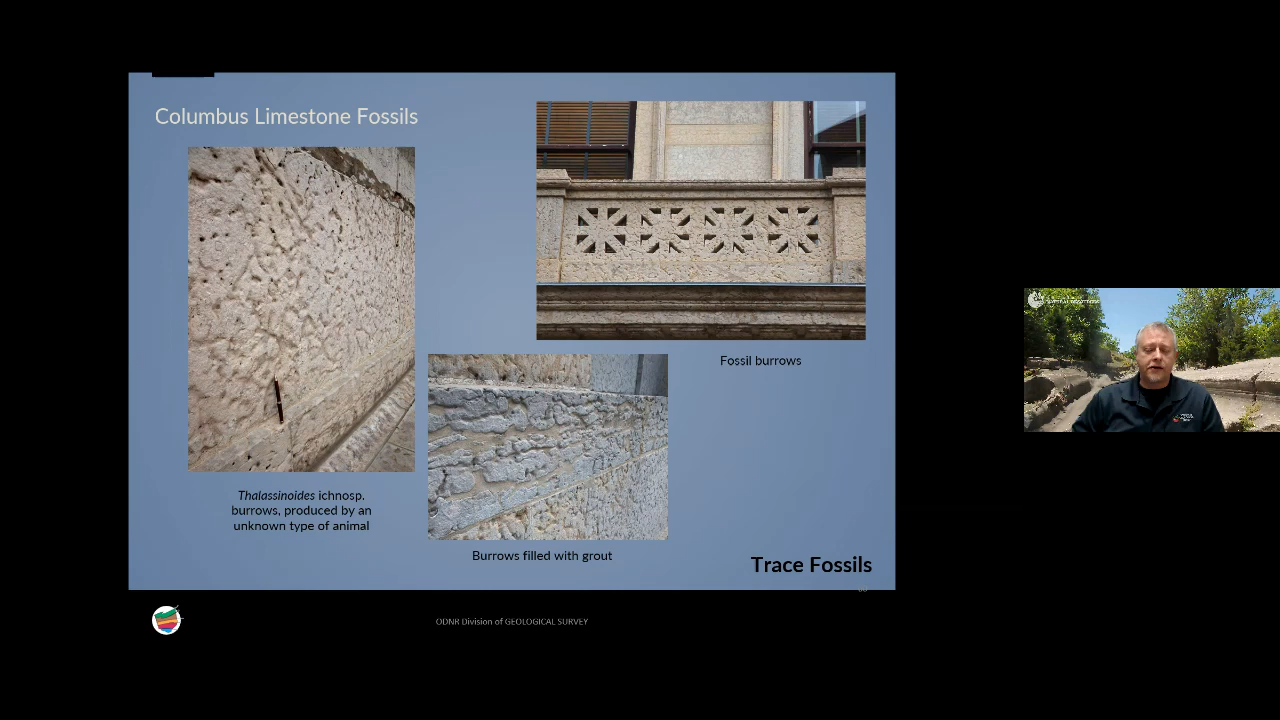 Columbus Limestone Fossils
Fossil burrows
Thalassinoides ichnosp.
burrows, produced by an
unknown type of animal
Burrows filled with grout
Trace Fossils
ODNR Division of GEOLOGICAL SURVEY